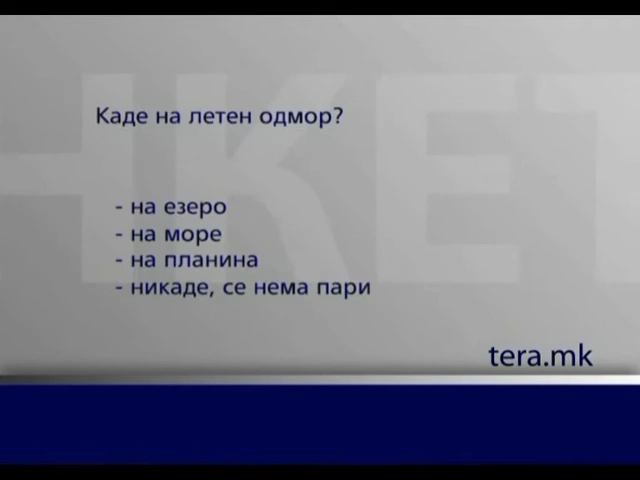 Каде на летен одмор?
- на езеро
- на море
- на планина
- никаде, се нема пари
tera.mk